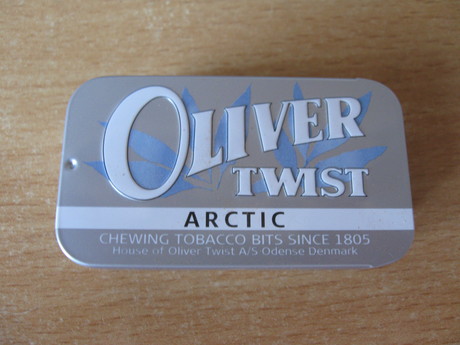 OLIVER
TWIST
ARCTIC
CHEWING TOBACCO BITS SINCE 1805
House of Oliver Twist A/S Odense Denmark